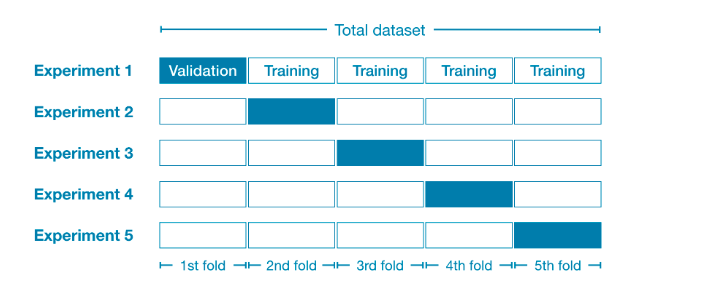 Total dataset
Experiment 1 Validation Training Training Training Training
Experiment 2
Experiment 3
Experiment 4
Experiment 5
1st fold 2nd fold 3rd fold 4th fold 5th fold